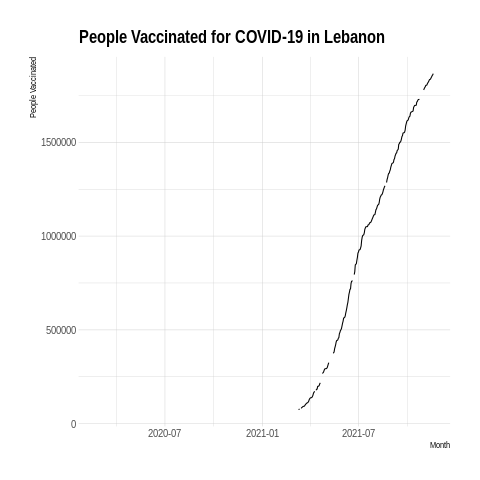 People Vaccinated for COVID-19 in Lebanon
People Vaccinated
1500000
1000000
500000
0
2020-07
2021-01
2021-07
Month